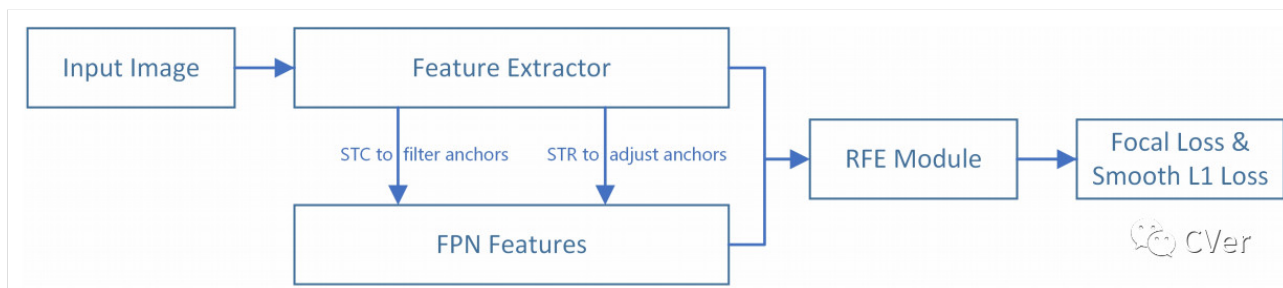 Input Image
Feature Extractor
STC to filter anchors
STR to adjust anchors
RFE Module
Focal Loss &
Smooth L1 Loss
FPN Features
CVer